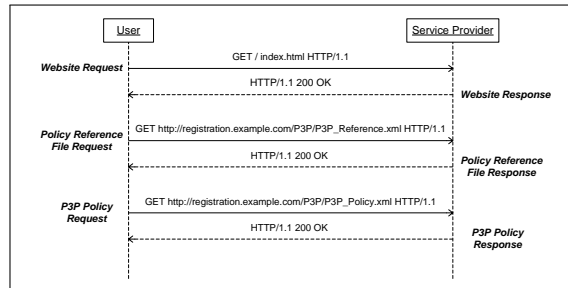 User
Service Provider
GET / index.html HTTP/1.1
Website Request
HTTP/1.1 200 OK
Website Response
GET http://registration.example.com/P3P/P3P_Reference.xml HTTP/1.1
Policy Reference
File Request
HTTP/1.1 200 OK
Policy Reference
File Response
GET http://registration.example.com/P3P/P3P_Policy.xml HTTP/1.1
P3P Policy
Request
HTTP/1.1 200 OK
P3P Policy
Response